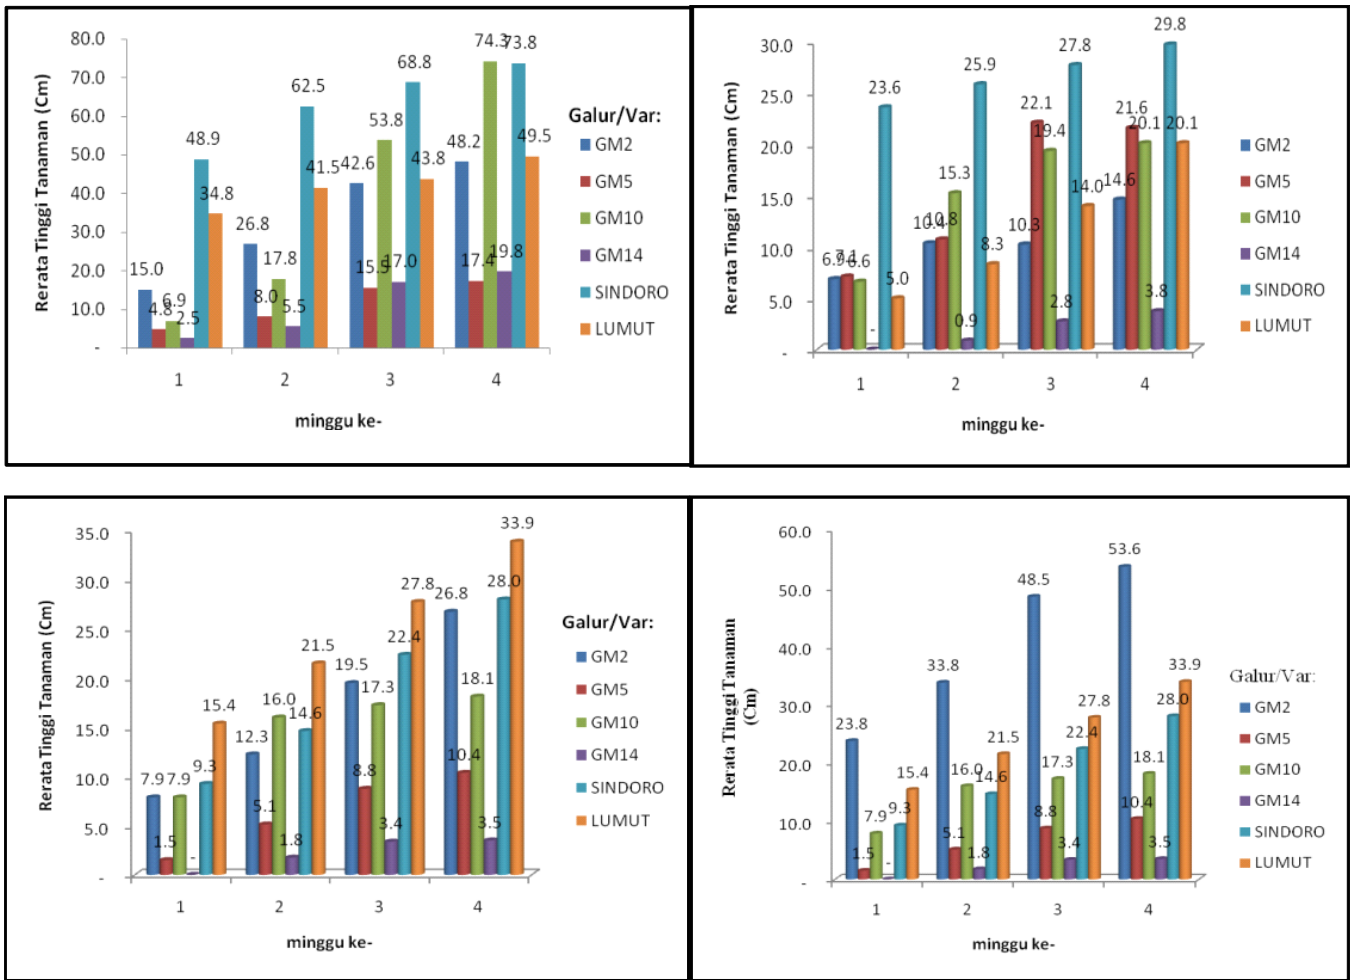 80.0
70.0
60.0
50.0
40.0
30.0
20.0
10.0
-
Rerata Tinggi Tanaman (Cm)
15.0 4.8 6.9 2.5 48.9 34.8
26.8 8.0 17.8 5.5 62.5 41.5
42.6 15.5 53.8 17.0 68.8 43.8
48.2 17.4 74.3 19.8 73.8 49.5
1 2 3 4
minggu ke-
Galur/Var:
GM2
GM5
GM10
GM14
SINDORO
LUMUT
30.0
25.0
20.0
15.0
10.0
5.0
-
Rerata Tinggi Tanaman (Cm)
6.9 7.1 6.6 - 23.6 5.0
10.4 10.8 15.3 0.9 25.9 8.3
10.3 22.1 19.4 2.8 27.8 14.0
14.6 21.6 20.1 3.8 29.8 20.1
1 2 3 4
minggu ke-
GM2
GM5
GM10
GM14
SINDORO
LUMUT
35.0
30.0
25.0
20.0
15.0
10.0
5.0
-
Rerata Tinggi Tanaman (Cm)
7.9 1.5 7.9 - 9.3 15.4
12.3 5.1 16.0 1.8 14.6 21.5
19.5 8.8 17.3 3.4 22.4 27.8
26.8 10.4 18.1 3.5 28.0 33.9
1 2 3 4
minggu ke-
Galur/Var:
GM2
GM5
GM10
GM14
SINDORO
LUMUT
60.0
50.0
40.0
30.0
20.0
10.0
-
Rerata Tinggi Tanaman
(Cm)
23.8 1.5 7.9 - 9.3 15.4
33.8 5.1 16.0 1.8 14.6 21.5
48.5 8.8 17.3 3.4 22.4 27.8
53.6 10.4 18.1 3.5 28.0 33.9
1 2 3 4
minggu ke-
Galur/Var:
GM2
GM5
GM10
GM14
SINDORO
LUMUT